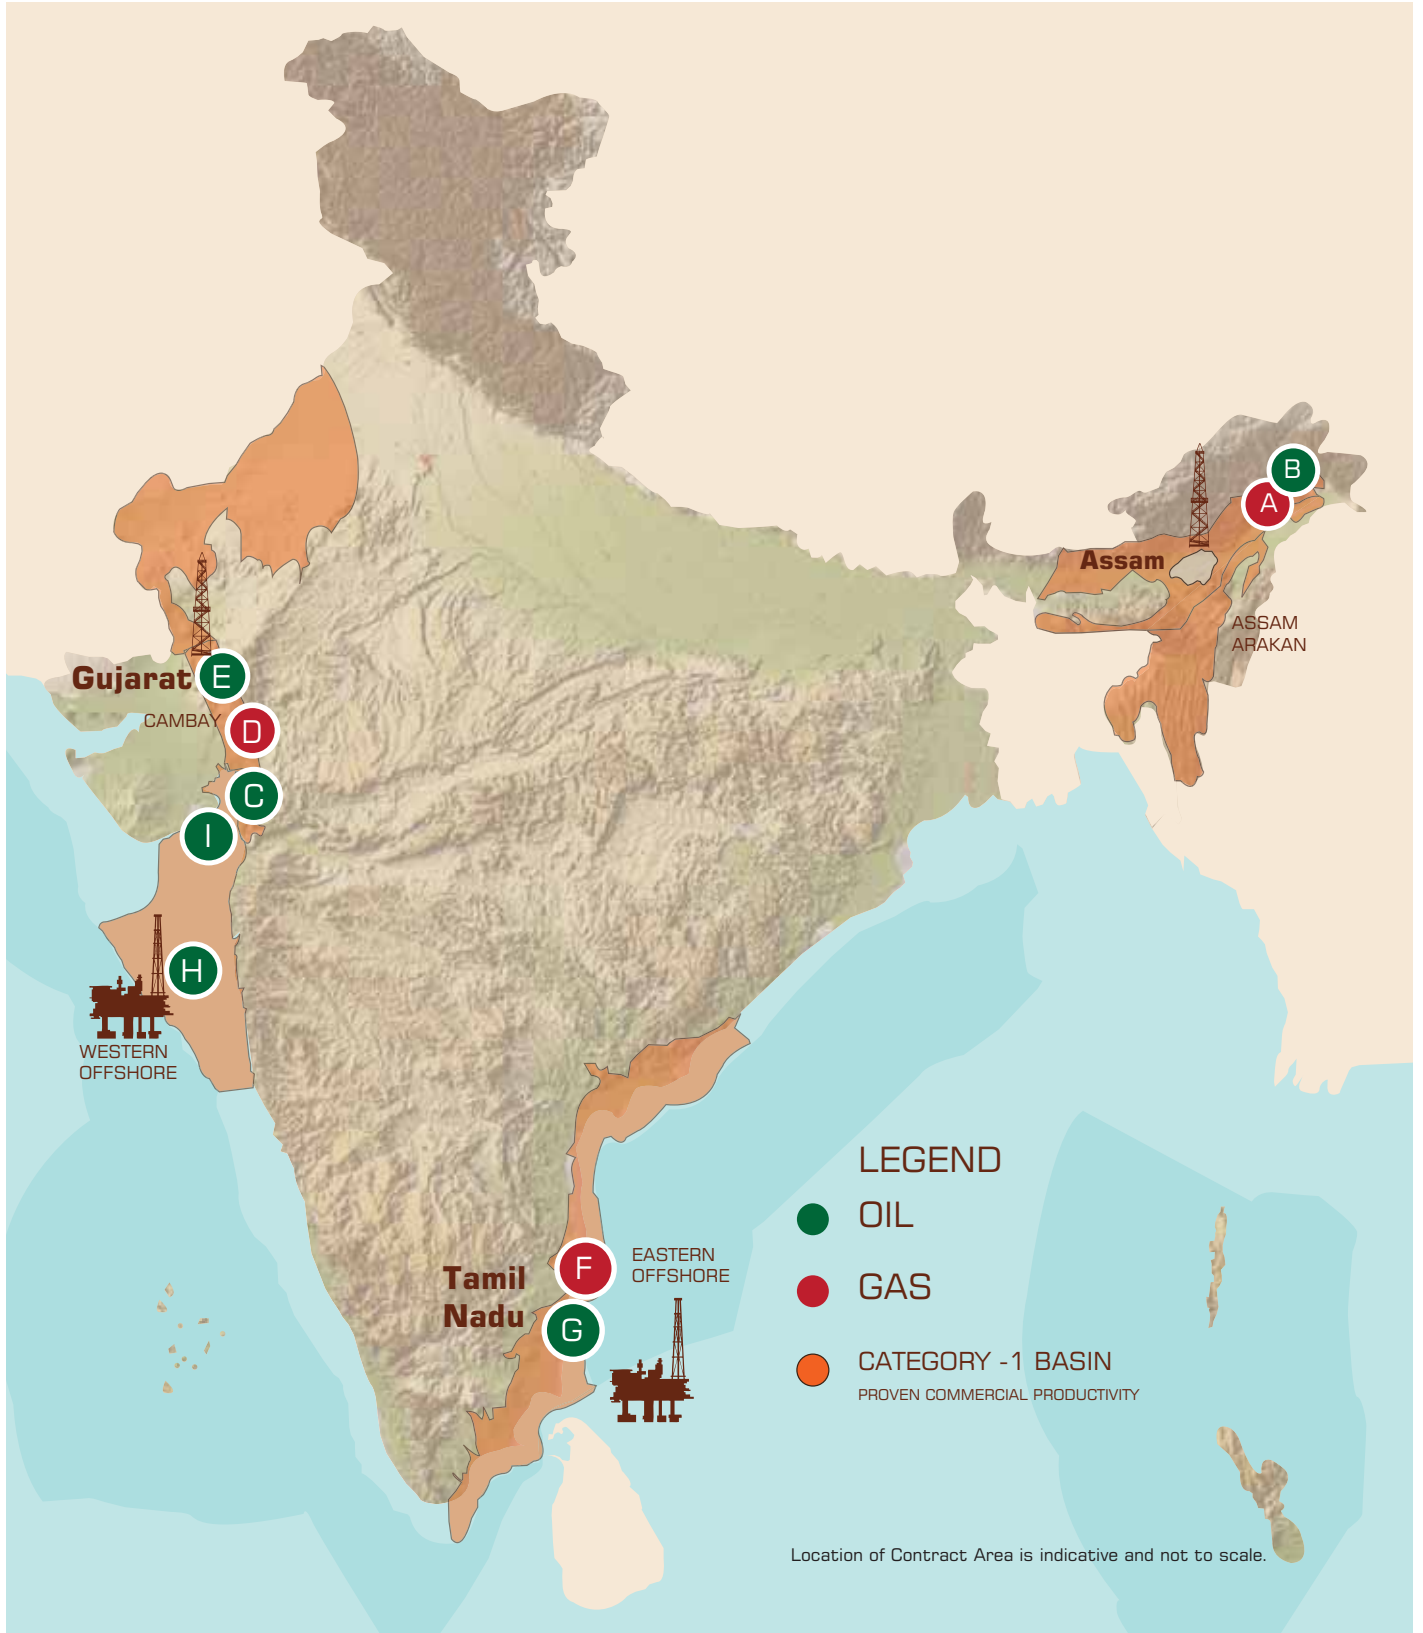 B
A
Assam
ASSAM
ARAKAN
Gujarat
E
CAMBAY
D
C
I
H
WESTERN
OFFSHORE
LEGEND
OIL
GAS
CATEGORY -1 BASIN
PROVEN COMMERCIAL PRODUCTIVITY
EASTERN
OFFSHORE
F
Tamil
Nadu
G
Location of Contract Area is indicative and not to scale.